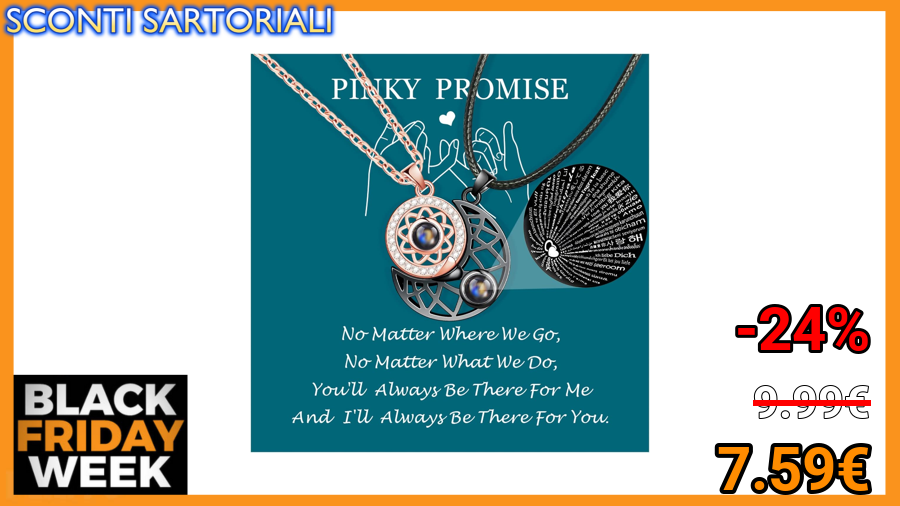 SCONTI SARTORIALI
PINKY PROMISE
No Matter Where We Go,
No Matter What We Do,
You'll Always Be There For Me
And I'll Always Be There For You.
-24%
9.99€
7.59€
BLACK
FRIDAY
WEEK